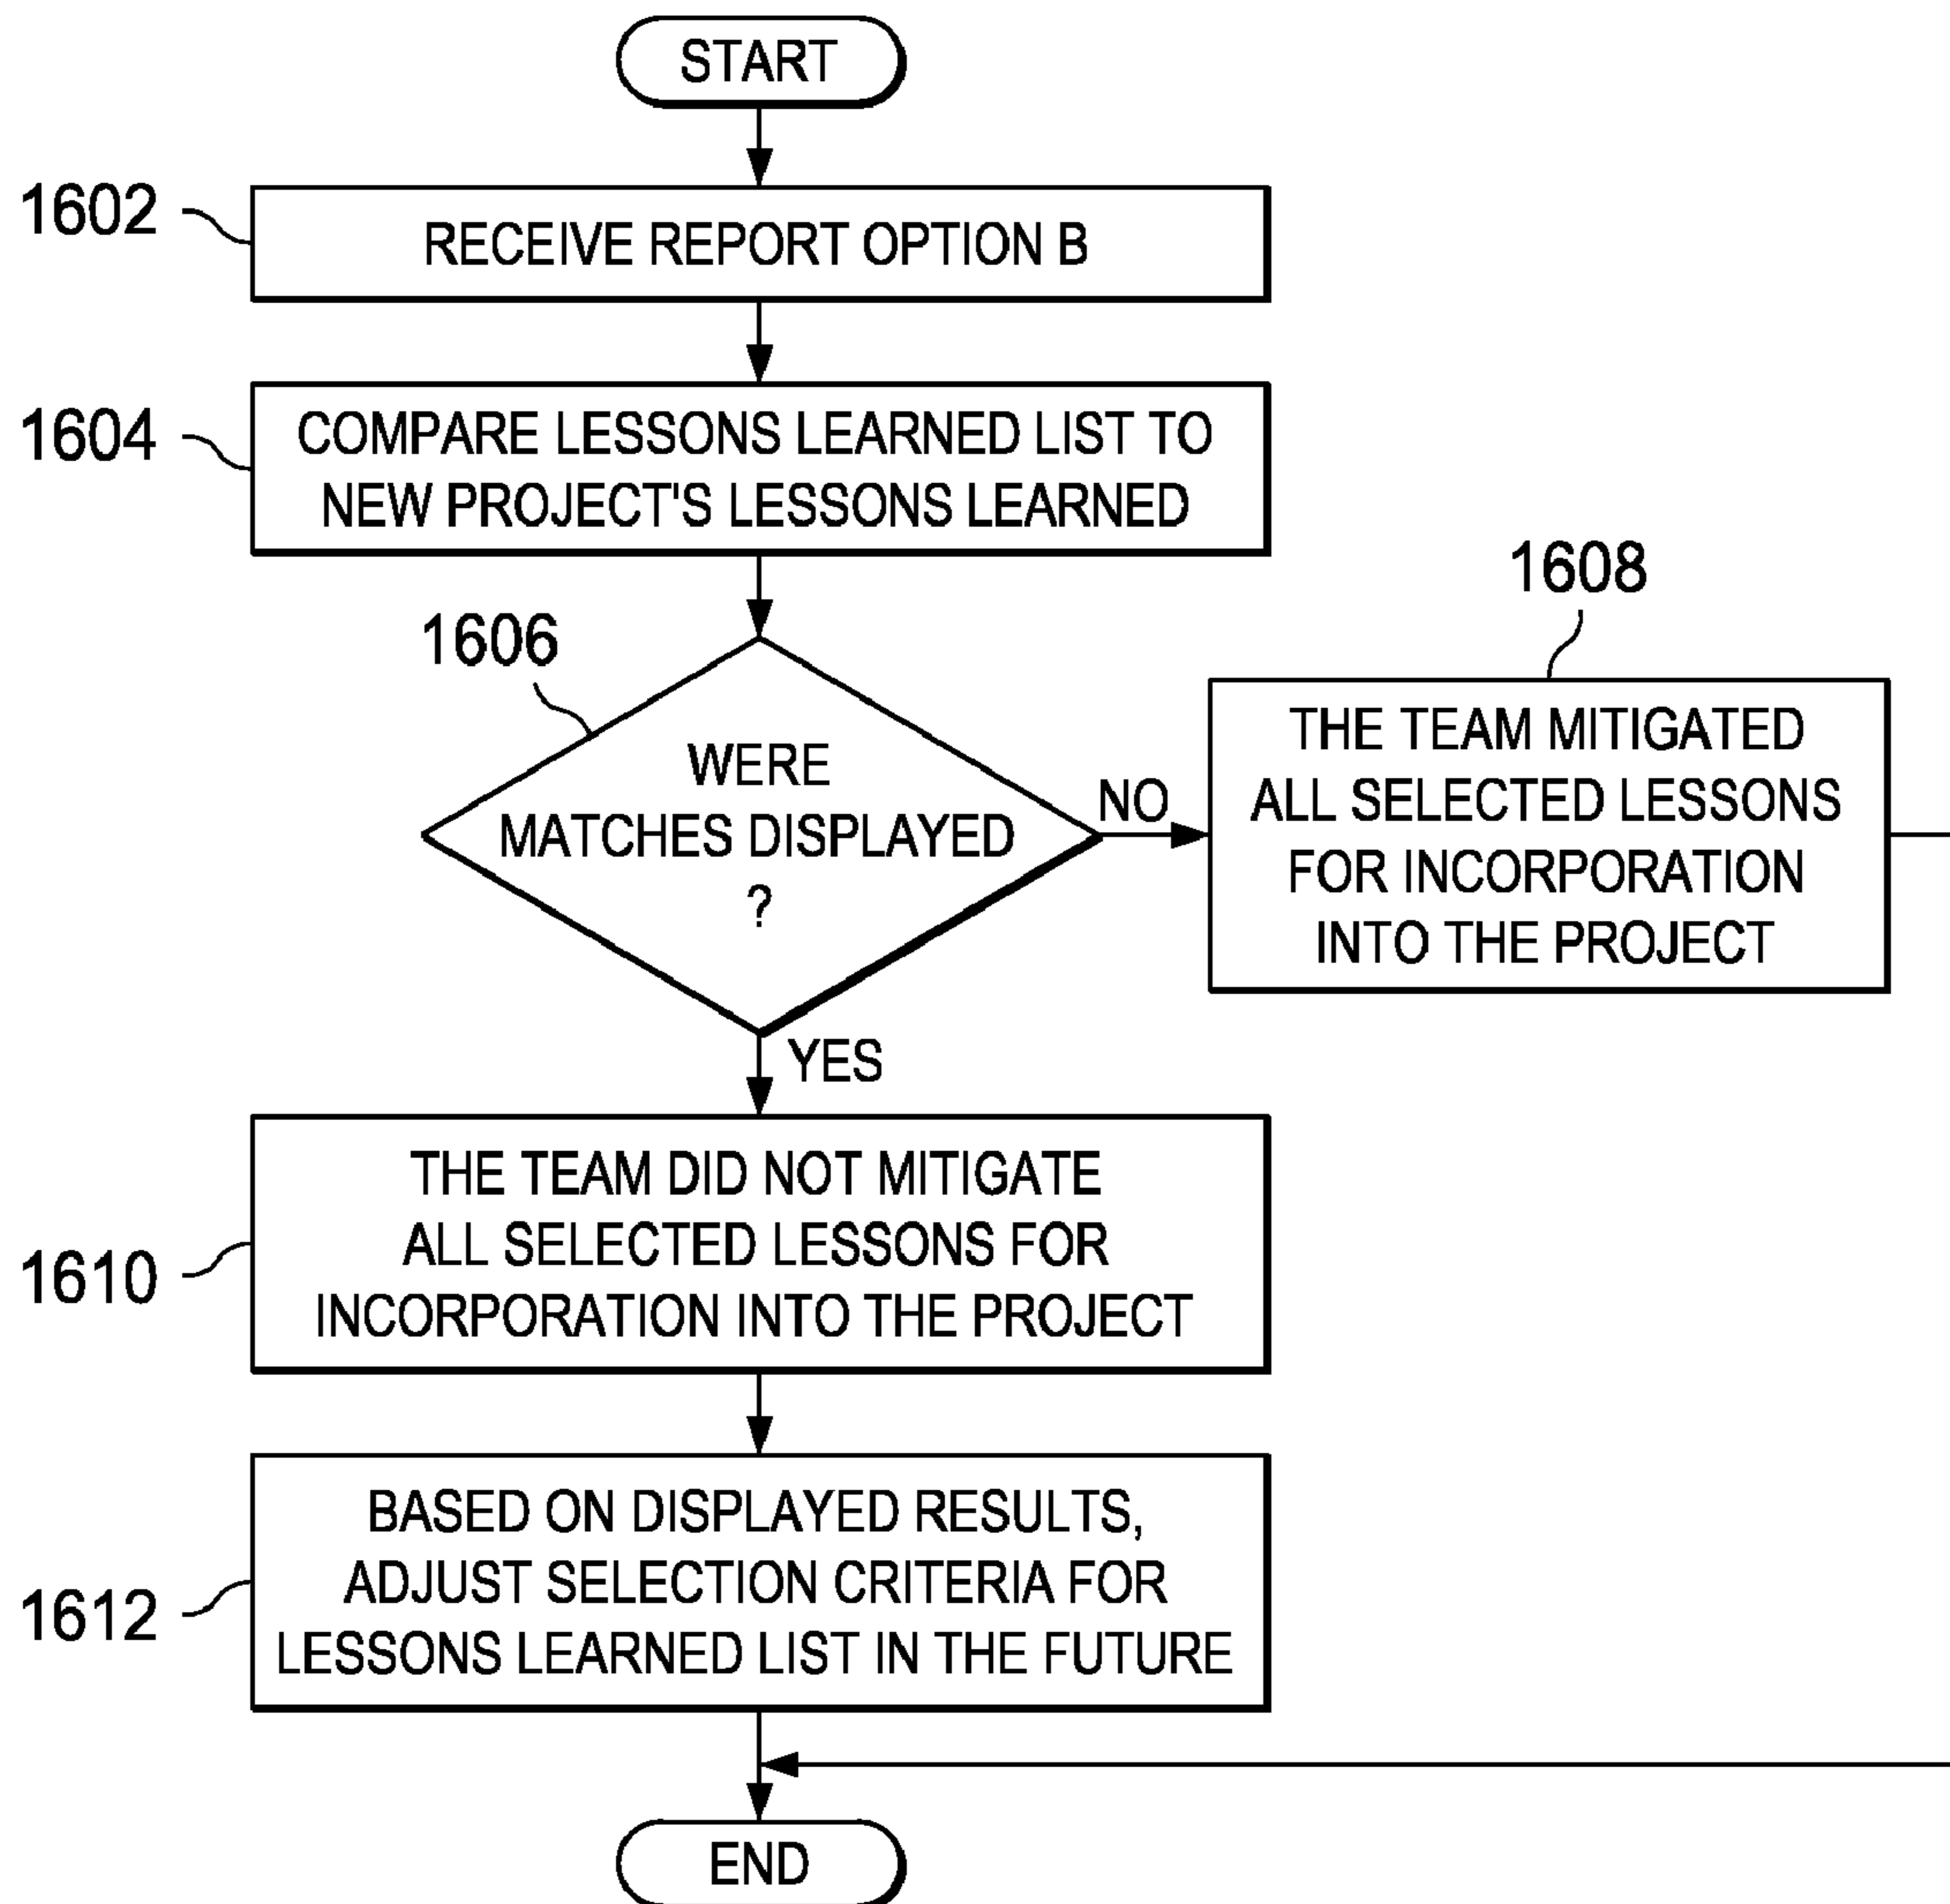 START
1602
RECEIVE REPORT OPTION B
1604
COMPARE LESSONS LEARNED LIST TO
NEW PROJECT'S LESSONS LEARNED
1606
WERE
MATCHES DISPLAYED
?
NO
1608
THE TEAM MITIGATED
ALL SELECTED LESSONS
FOR INCORPORATION
INTO THE PROJECT
YES
1610
THE TEAM DID NOT MITIGATE
ALL SELECTED LESSONS FOR
INCORPORATION INTO THE PROJECT
1612
BASED ON DISPLAYED RESULTS,
ADJUST SELECTION CRITERIA FOR
LESSONS LEARNED LIST IN THE FUTURE
END